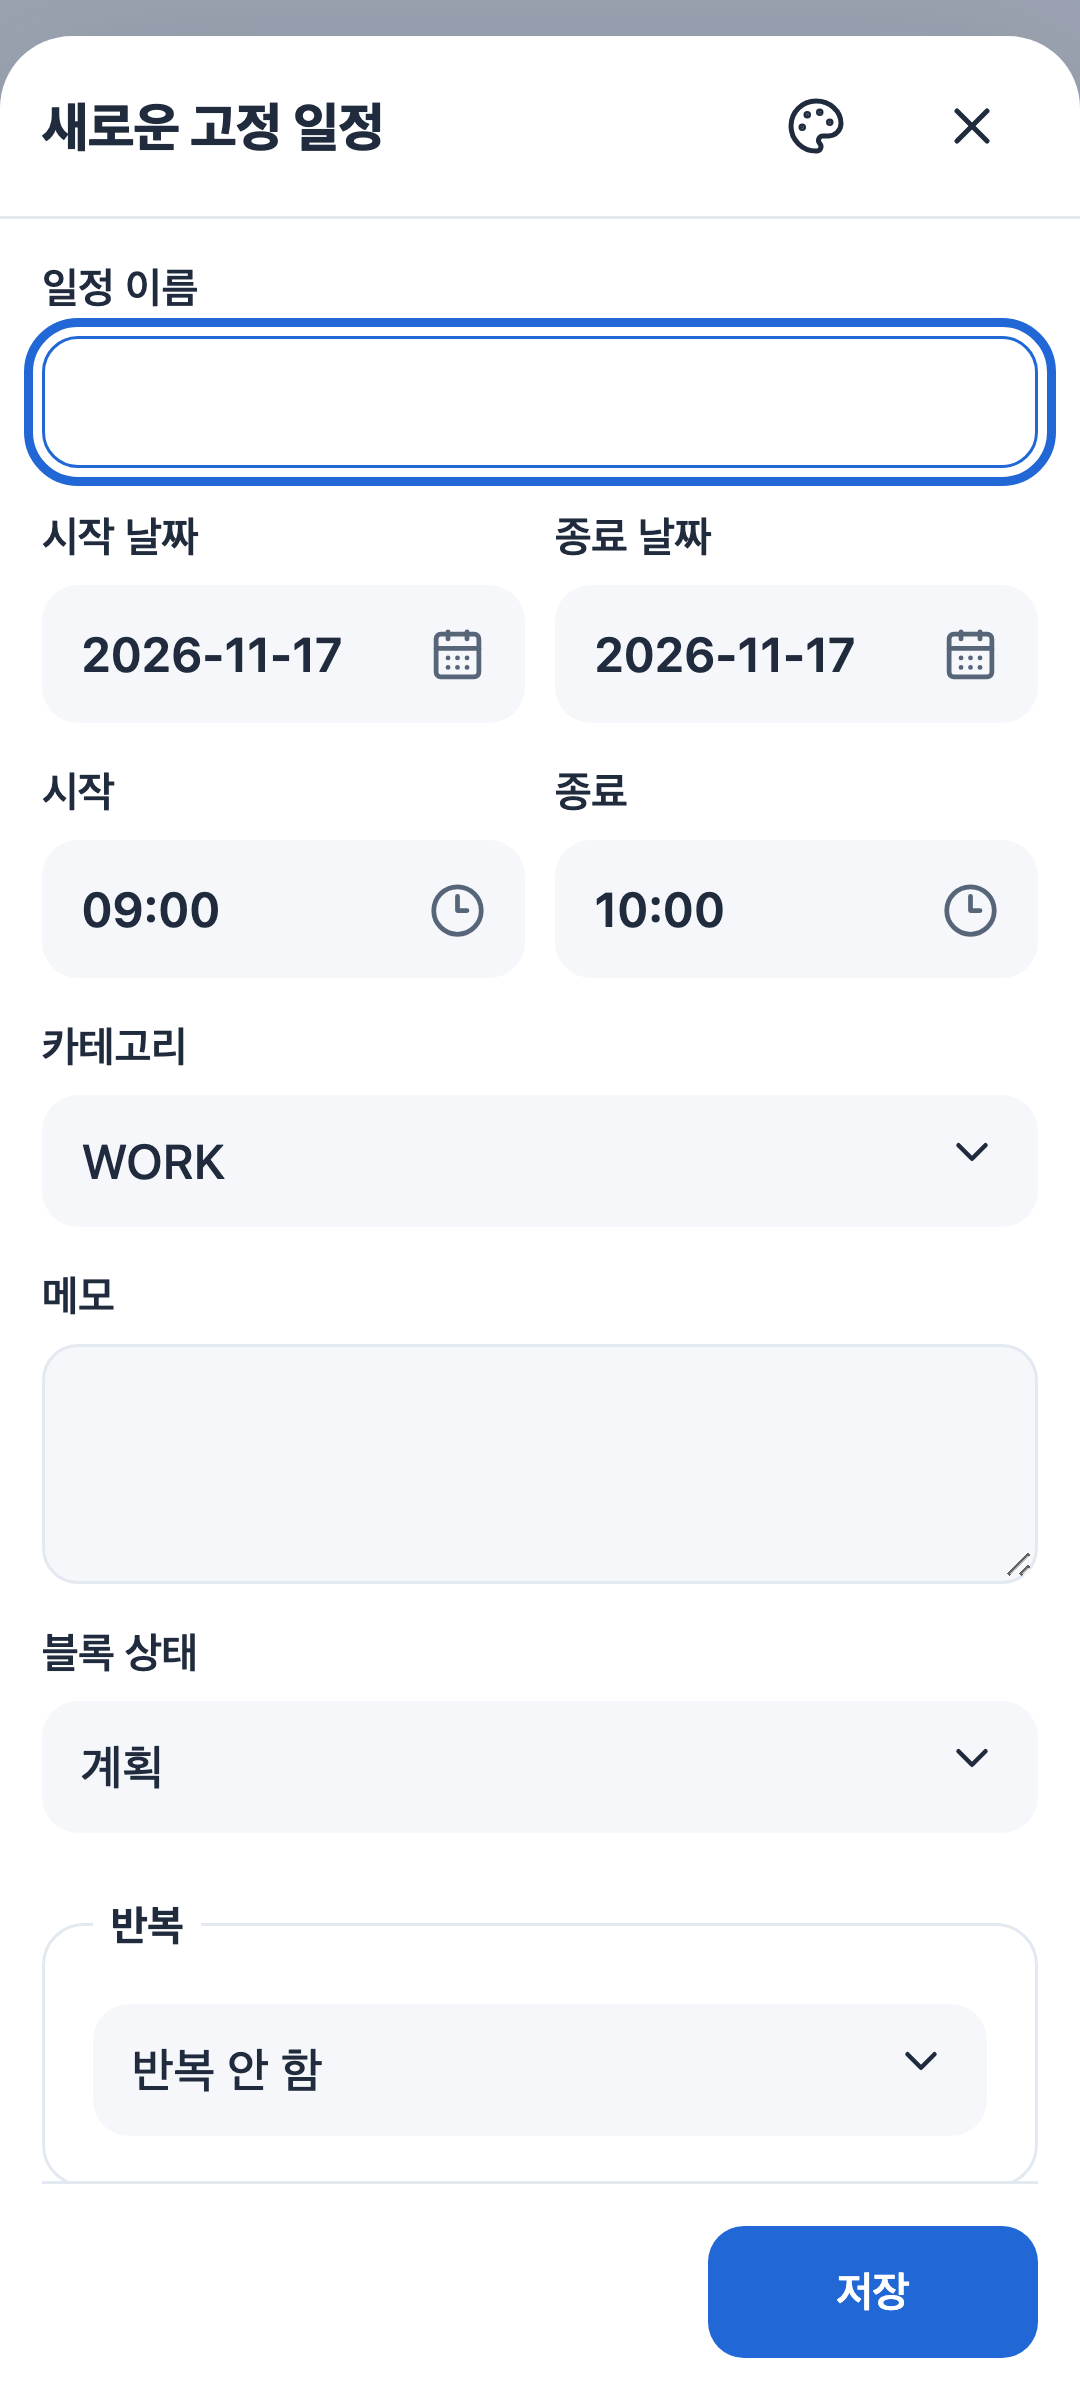 새로운 고정 일정
일정 이름
시작 날짜 종료 날짜
2026-11-17 2026-11-17
시작 종료
09:00 10:00
카테고리
WORK
메모
블록 상태
계획
반복
반복 안 함
저장